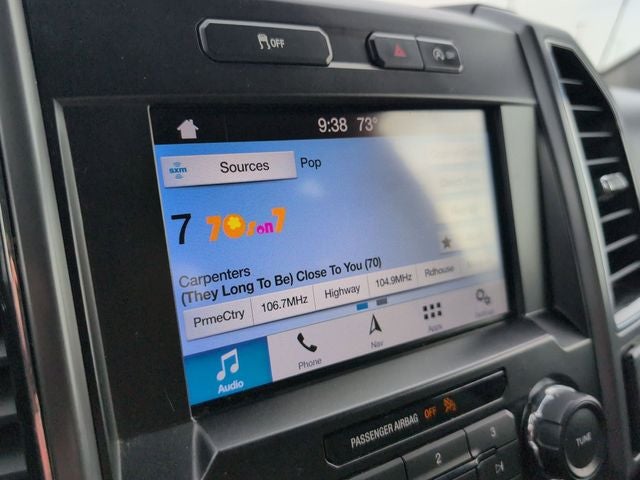 OFF
9:38 73°
sxm Sources Pop
7 70s on 7
Carpenters
(They Long To Be) Close To You (70)
PrmeCtry 106.7MHz Highway 104.9MHz Rdhouse
Audio Phone Nav Apps Settings
PASSENGER AIRBAG OFF
2 3
TUNE